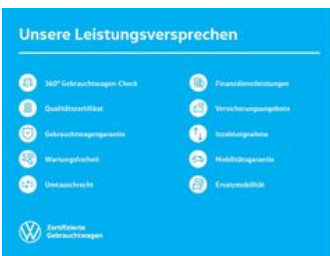 Unsere Leistungsversprechen
360° Gebrauchtwagen-Check
Qualitätszertifikat
Gebrauchtwagengarantie
Wartungsfreiheit
Umtauschrecht
Finanzdienstleistungen
Versicherungsangebote
Inzahlungnahme
Mobilitätsgarantie
Ersatzmobilität
Zertifizierte
Gebrauchtwagen